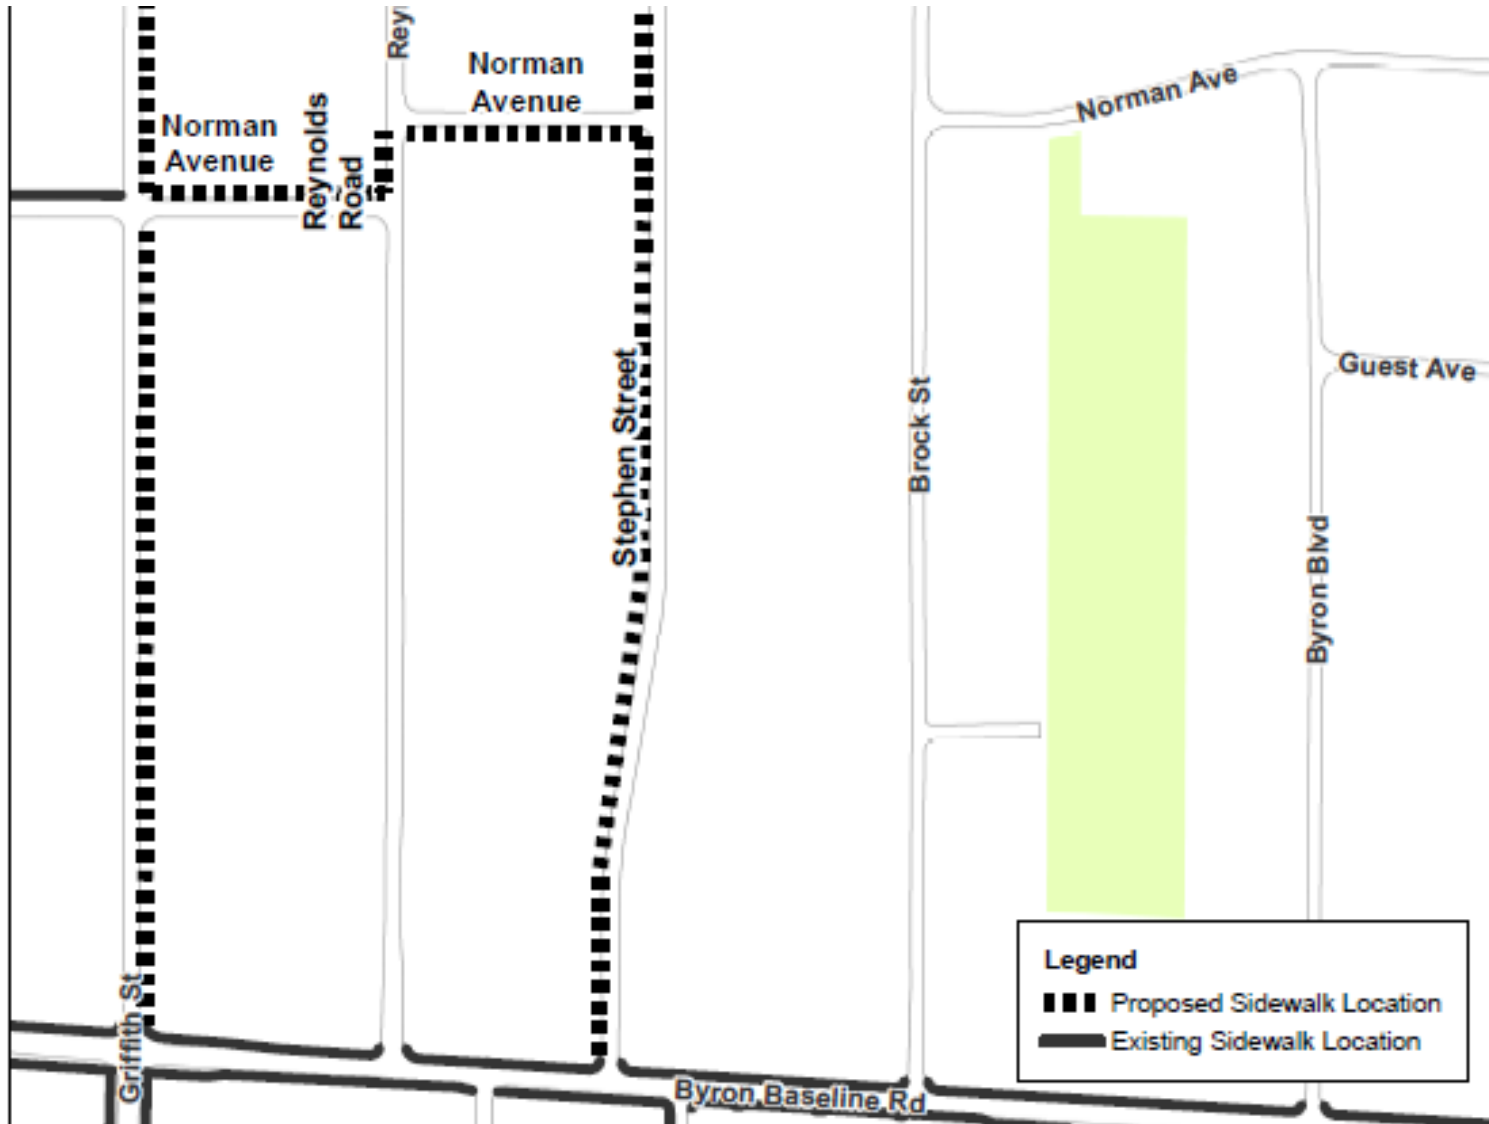 Rey
Norman
Avenue
Norman Ave
Norman
Avenue
Reynolds
Road
Stephen Street
Brock St
Guest Ave
Byron Blvd
Griffith St
Byron Baseline Rd
Legend
Proposed Sidewalk Location
Existing Sidewalk Location